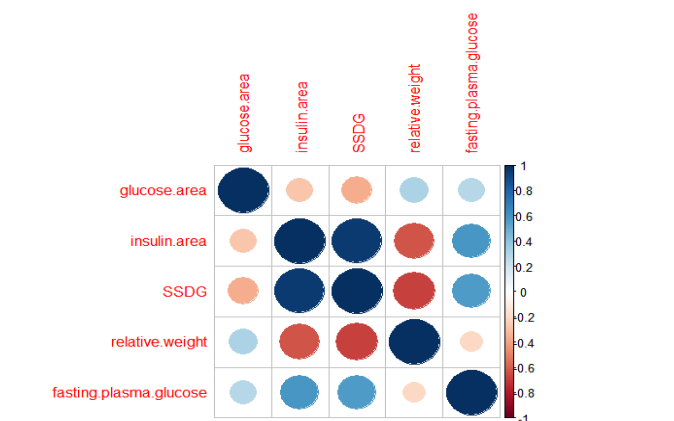 glucose.area
insulin.area
SSDG
relative.weight
fasting.plasma.glucose
glucose.area
insulin.area
SSDG
relative.weight
fasting.plasma.glucose
1
0.8
0.6
0.4
0.2
0
-0.2
-0.4
-0.6
-0.8
-1